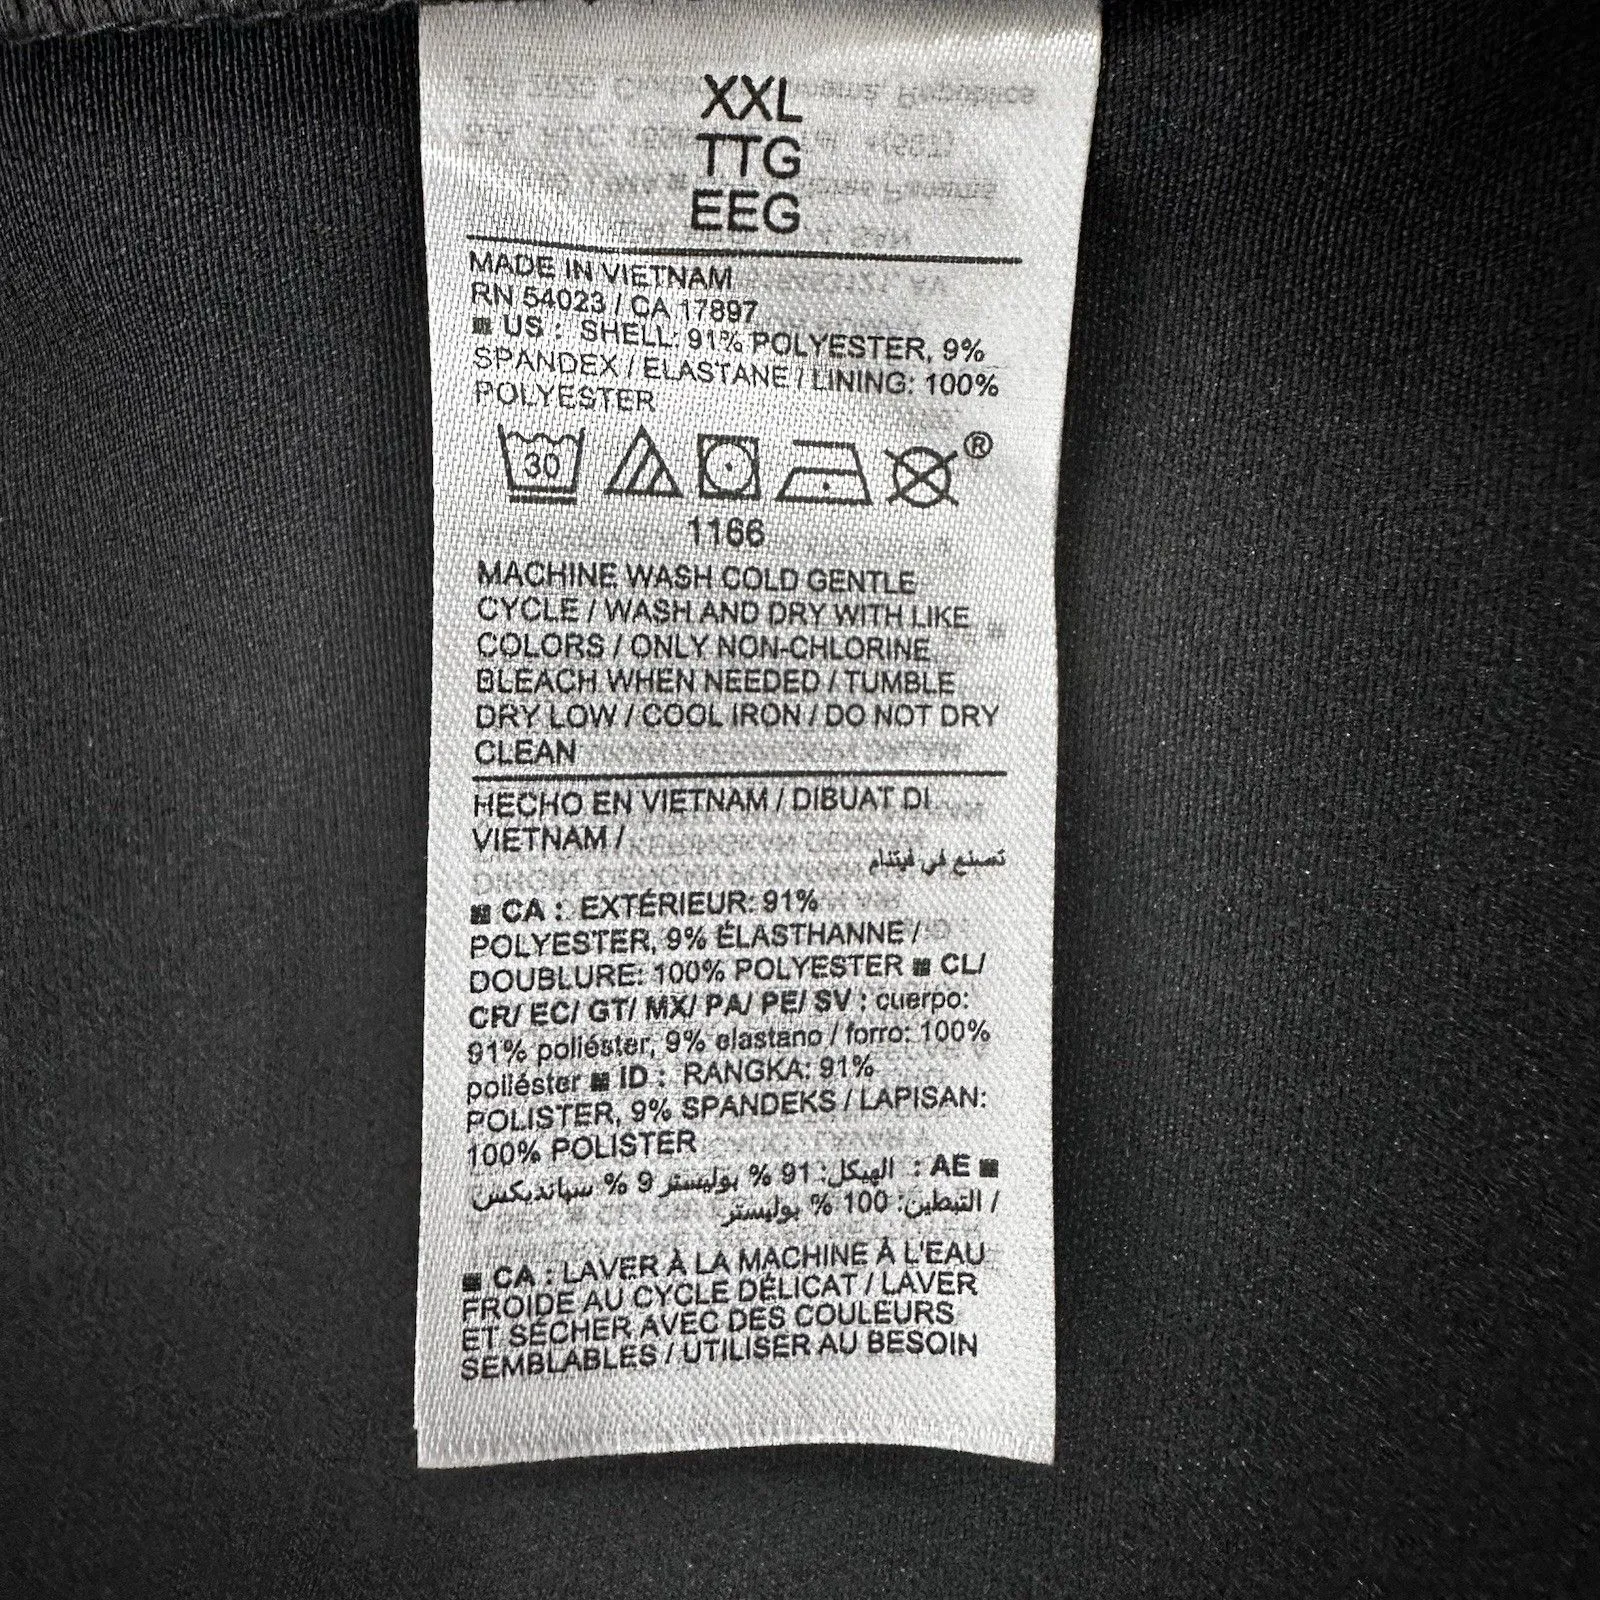 XXL
TTG
EEG
MADE IN VIETNAM
RN 54023 / CA 17897
US : SHELL: 91% POLYESTER, 9%
SPANDEX / ELASTANE / LINING: 100%
POLYESTER
30 ®
1166
MACHINE WASH COLD GENTLE
CYCLE / WASH AND DRY WITH LIKE
COLORS / ONLY NON-CHLORINE
BLEACH WHEN NEEDED / TUMBLE
DRY LOW / COOL IRON / DO NOT DRY
CLEAN
HECHO EN VIETNAM / DIBUAT DI
VIETNAM /
تصنع في فيتنام
CA : EXTÉRIEUR: 91%
POLYESTER, 9% ÉLASTHANNE /
DOUBLURE: 100% POLYESTER CL/
CR/ EC/ GT/ MX/ PA/ PE/ SV : cuerpo:
91% poliéster, 9% elastano / forro: 100%
poliéster ID : RANGKA: 91%
POLISTER, 9% SPANDEKS / LAPISAN:
100% POLISTER
AE : الهيكل: 91 % بوليستر 9 % سباندیکس
/ التبطين: 100 % بوليستر
CA : LAVER À LA MACHINE À L'EAU
FROIDE AU CYCLE DÉLICAT / LAVER
ET SÉCHER AVEC DES COULEURS
SEMBLABLES / UTILISER AU BESOIN